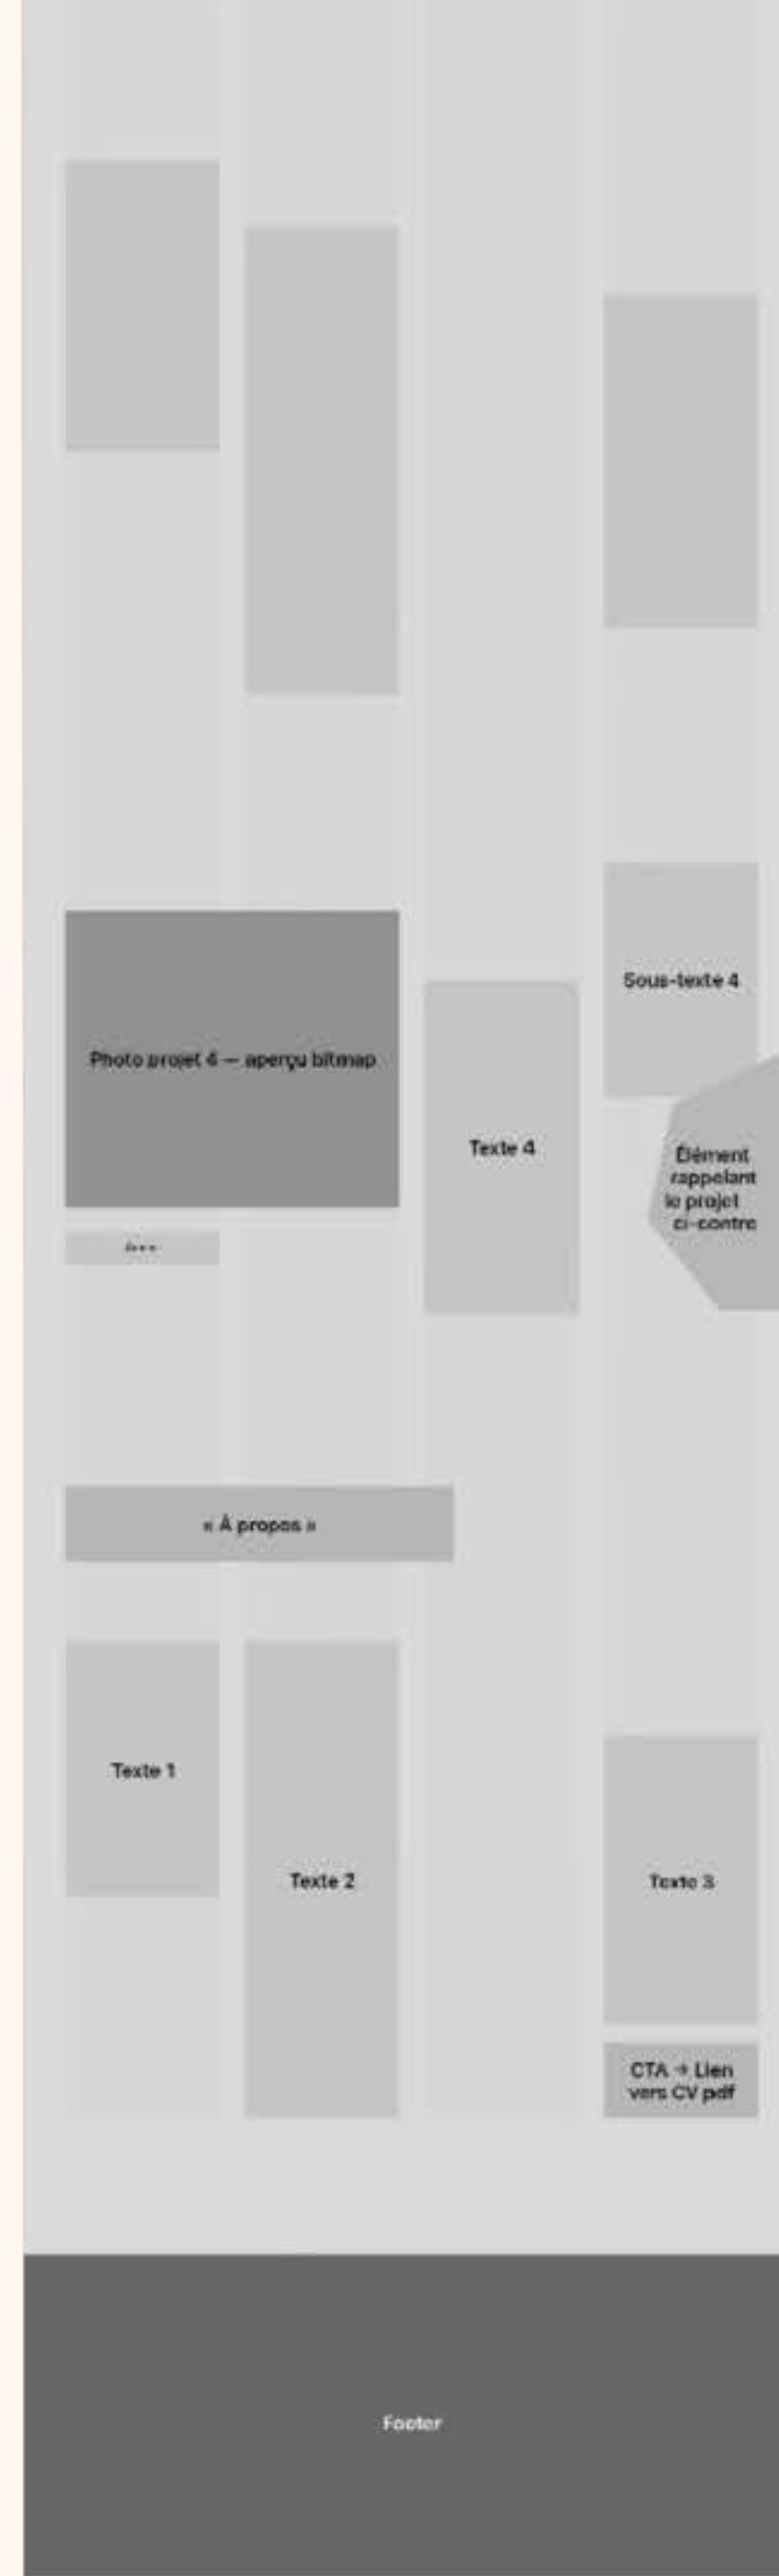 Sous-texte 4
Photo projet 4 — aperçu bitmap
Texte 4
Élément
rappelant
le projet
ci-contre
« À propos »
Texte 1
Texte 2
Texte 3
CTA → Lien
vers CV pdf
Footer